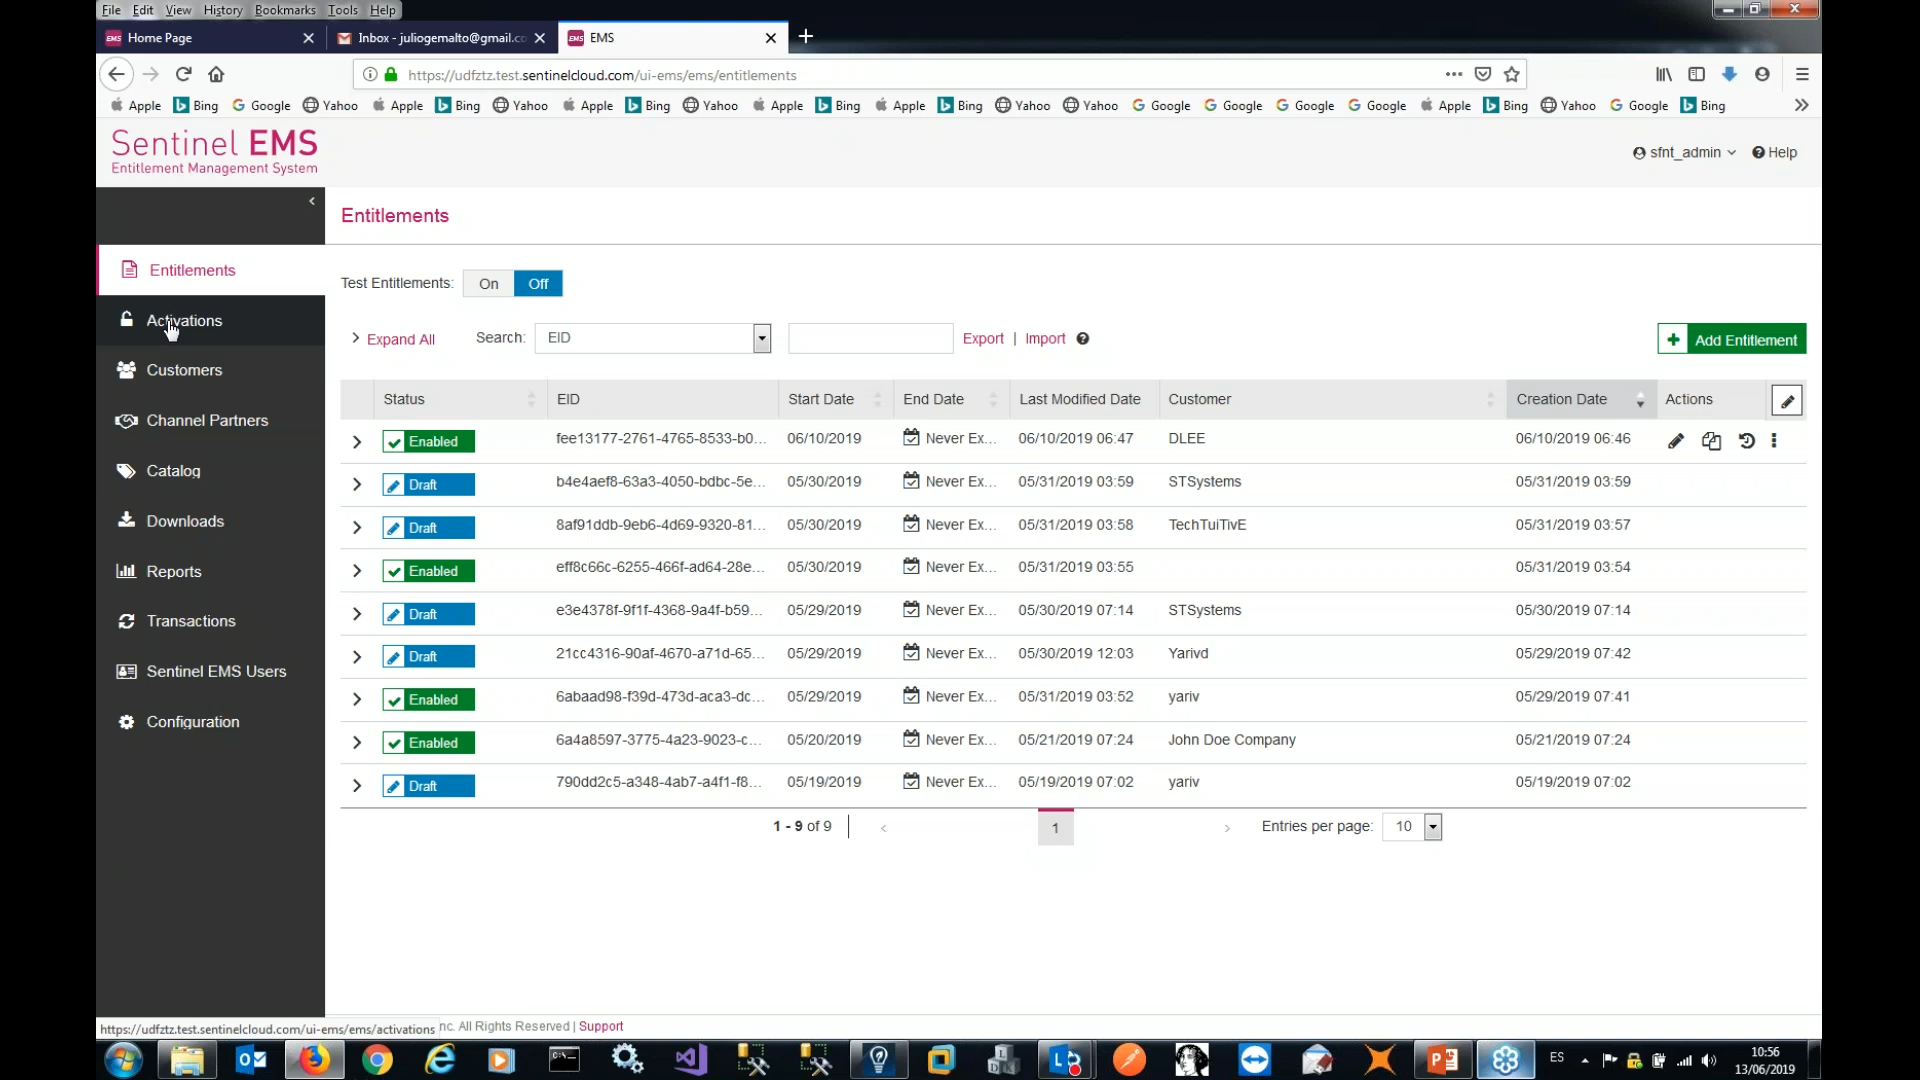 File Edit View History Bookmarks Tools Help
Home Page
Inbox - juliogemalto@gmail.co
EMS
https://udfztz.test.sentinelcloud.com/ui-ems/ems/entitlements
Apple Bing Google Yahoo Apple Bing Yahoo Apple Bing Yahoo Apple Bing Apple Bing Yahoo Yahoo Google Google Google Google Apple Bing Yahoo Google Bing
Sentinel EMS
Entitlement Management System
sfnt_admin Help
Entitlements
Entitlements
Activations
Customers
Channel Partners
Catalog
Downloads
Reports
Transactions
Sentinel EMS Users
Configuration
Test Entitlements: On Off
Expand All Search: EID Export | Import Add Entitlement
Status EID Start Date End Date Last Modified Date Customer Creation Date Actions
Enabled fee13177-2761-4765-8533-b0... 06/10/2019 Never Ex... 06/10/2019 06:47 DLEE 06/10/2019 06:46
Draft b4e4aef8-63a3-4050-bdbc-5e... 05/30/2019 Never Ex... 05/31/2019 03:59 STSystems 05/31/2019 03:59
Draft 8af91ddb-9eb6-4d69-9320-81... 05/30/2019 Never Ex... 05/31/2019 03:58 TechTuiTivE 05/31/2019 03:57
Enabled eff8c66c-6255-466f-ad64-28e... 05/30/2019 Never Ex... 05/31/2019 03:55 05/31/2019 03:54
Draft e3e4378f-9f1f-4368-9a4f-b59... 05/29/2019 Never Ex... 05/30/2019 07:14 STSystems 05/30/2019 07:14
Draft 21cc4316-90af-4670-a71d-65... 05/29/2019 Never Ex... 05/30/2019 12:03 Yarivd 05/29/2019 07:42
Enabled 6abaad98-f39d-473d-aca3-dc... 05/29/2019 Never Ex... 05/31/2019 03:52 yariv 05/29/2019 07:41
Enabled 6a4a8597-3775-4a23-9023-c... 05/20/2019 Never Ex... 05/21/2019 07:24 John Doe Company 05/21/2019 07:24
Draft 790dd2c5-a348-4ab7-a4f1-f8... 05/19/2019 Never Ex... 05/19/2019 07:02 yariv 05/19/2019 07:02
1 - 9 of 9 1 Entries per page: 10
https://udfztz.test.sentinelcloud.com/ui-ems/ems/activations nc. All Rights Reserved | Support
ES 10:56
13/06/2019